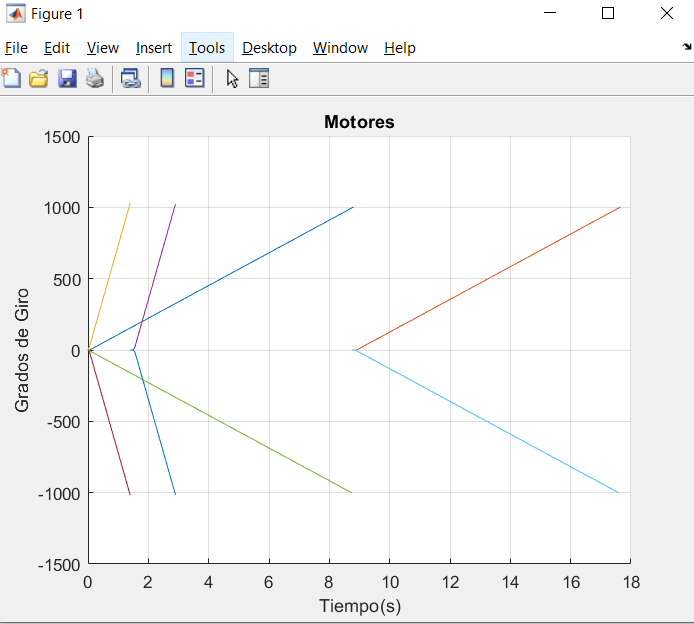 Figure 1
File Edit View Insert Tools Desktop Window Help
Motores
1500
1000
500
0
-500
-1000
-1500
Grados de Giro
0 2 4 6 8 10 12 14 16 18
Tiempo(s)